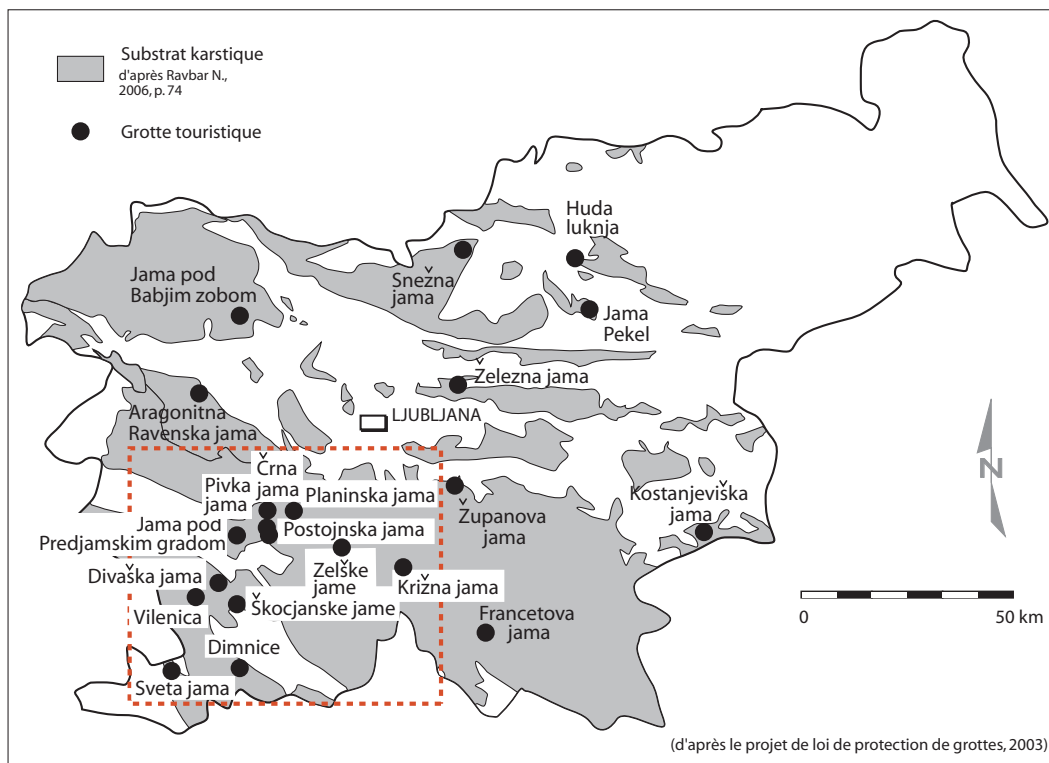 Substrat karstique
d'après Ravbar N.,
2006, p. 74
Grotte touristique
Huda
luknja
Snežna
jama
Jama pod
Babjim zobom
Jama
Pekel
Železna jama
LJUBLJANA
Aragonitna
Ravenska jama
Črna
jama
Pivka
jama
Planinska jama
Kostanjeviška
jama
Županova
jama
Jama pod
Predjamskim gradom
Postojnska jama
Zelške
jame
Križna jama
Divaška jama
Škocjanske jame
Vilenica
Francetova
jama
Dimnice
Sveta jama
N
0 50 km
(d'après le projet de loi de protection de grottes, 2003)